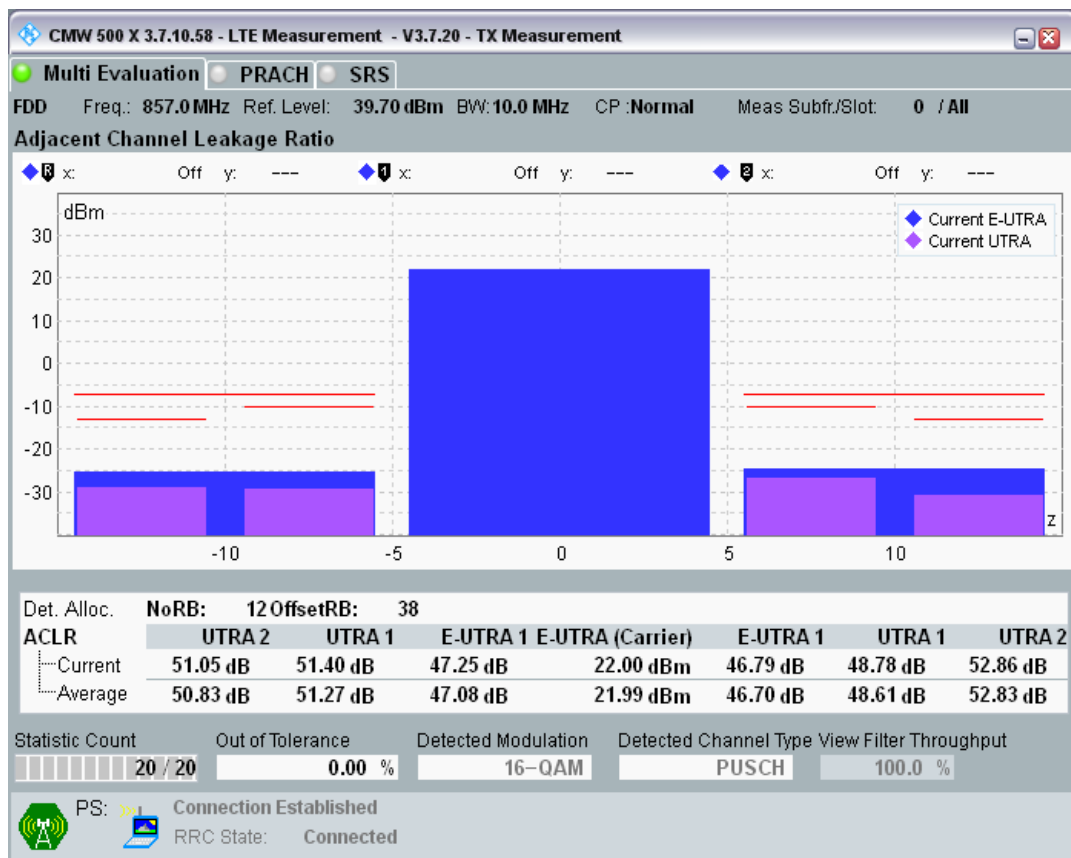 CMW 500 X 3.7.10.58 - LTE Measurement - V3.7.20 - TX Measurement
Multi Evaluation PRACH SRS
FDD Freq.: 857.0 MHz Ref. Level: 39.70 dBm BW: 10.0 MHz CP :Normal Meas Subfr./Slot: 0 / All
Adjacent Channel Leakage Ratio
R x: Off y: --- 1 x: Off y: --- 2 x: Off y: ---
dBm
Current E-UTRA
Current UTRA
30
20
10
0
-10
-20
-30
z
-10 -5 0 5 10
Det. Alloc. NoRB: 12 OffsetRB: 38
ACLR UTRA 2 UTRA 1 E-UTRA 1 E-UTRA (Carrier) E-UTRA 1 UTRA 1 UTRA 2
Current 51.05 dB 51.40 dB 47.25 dB 22.00 dBm 46.79 dB 48.78 dB 52.86 dB
Average 50.83 dB 51.27 dB 47.08 dB 21.99 dBm 46.70 dB 48.61 dB 52.83 dB
Statistic Count Out of Tolerance Detected Modulation Detected Channel Type View Filter Throughput
20 / 20 0.00 % 16-QAM PUSCH 100.0 %
PS: Connection Established
RRC State: Connected